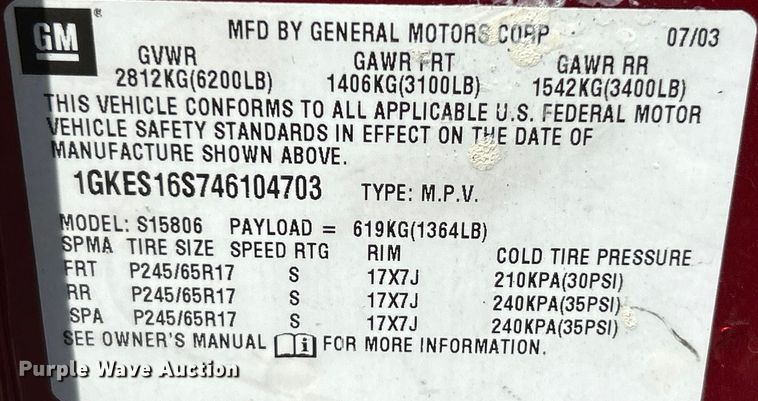 GM ®
MFD BY GENERAL MOTORS CORP 07/03
GVWR GAWR FRT GAWR RR
2812KG(6200LB) 1406KG(3100LB) 1542KG(3400LB)
THIS VEHICLE CONFORMS TO ALL APPLICABLE U.S. FEDERAL MOTOR
VEHICLE SAFETY STANDARDS IN EFFECT ON THE DATE OF
MANUFACTURE SHOWN ABOVE.
1GKES16S746104703 TYPE: M.P.V.
MODEL: S15806 PAYLOAD = 619KG(1364LB)
SPMA TIRE SIZE SPEED RTG RIM COLD TIRE PRESSURE
FRT P245/65R17 S 17X7J 210KPA(30PSI)
RR P245/65R17 S 17X7J 240KPA(35PSI)
SPA P245/65R17 S 17X7J 240KPA(35PSI)
SEE OWNER'S MANUAL i FOR MORE INFORMATION.
Purple Wave Auction